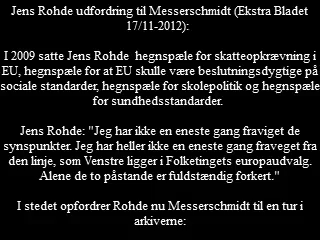 Jens Rohde udfordring til Messerschmidt (Ekstra Bladet
17/11-2012):
I 2009 satte Jens Rohde  hegnspæle for skatteopkrævning i
EU, hegnspæle for at EU skulle være beslutningsdygtige på
sociale standarder, hegnspæle for skolepolitik og hegnspæle
for sundhedsstandarder.
Jens Rohde: "Jeg har ikke en eneste gang fraviget de
synspunkter. Jeg har heller ikke en eneste gang fraveget fra
den linje, som Venstre ligger i Folketingets europaudvalg.
Alene de to påstande er fuldstændig forkert."
I stedet opfordrer Rohde nu Messerschmidt til en tur i
arkiverne: